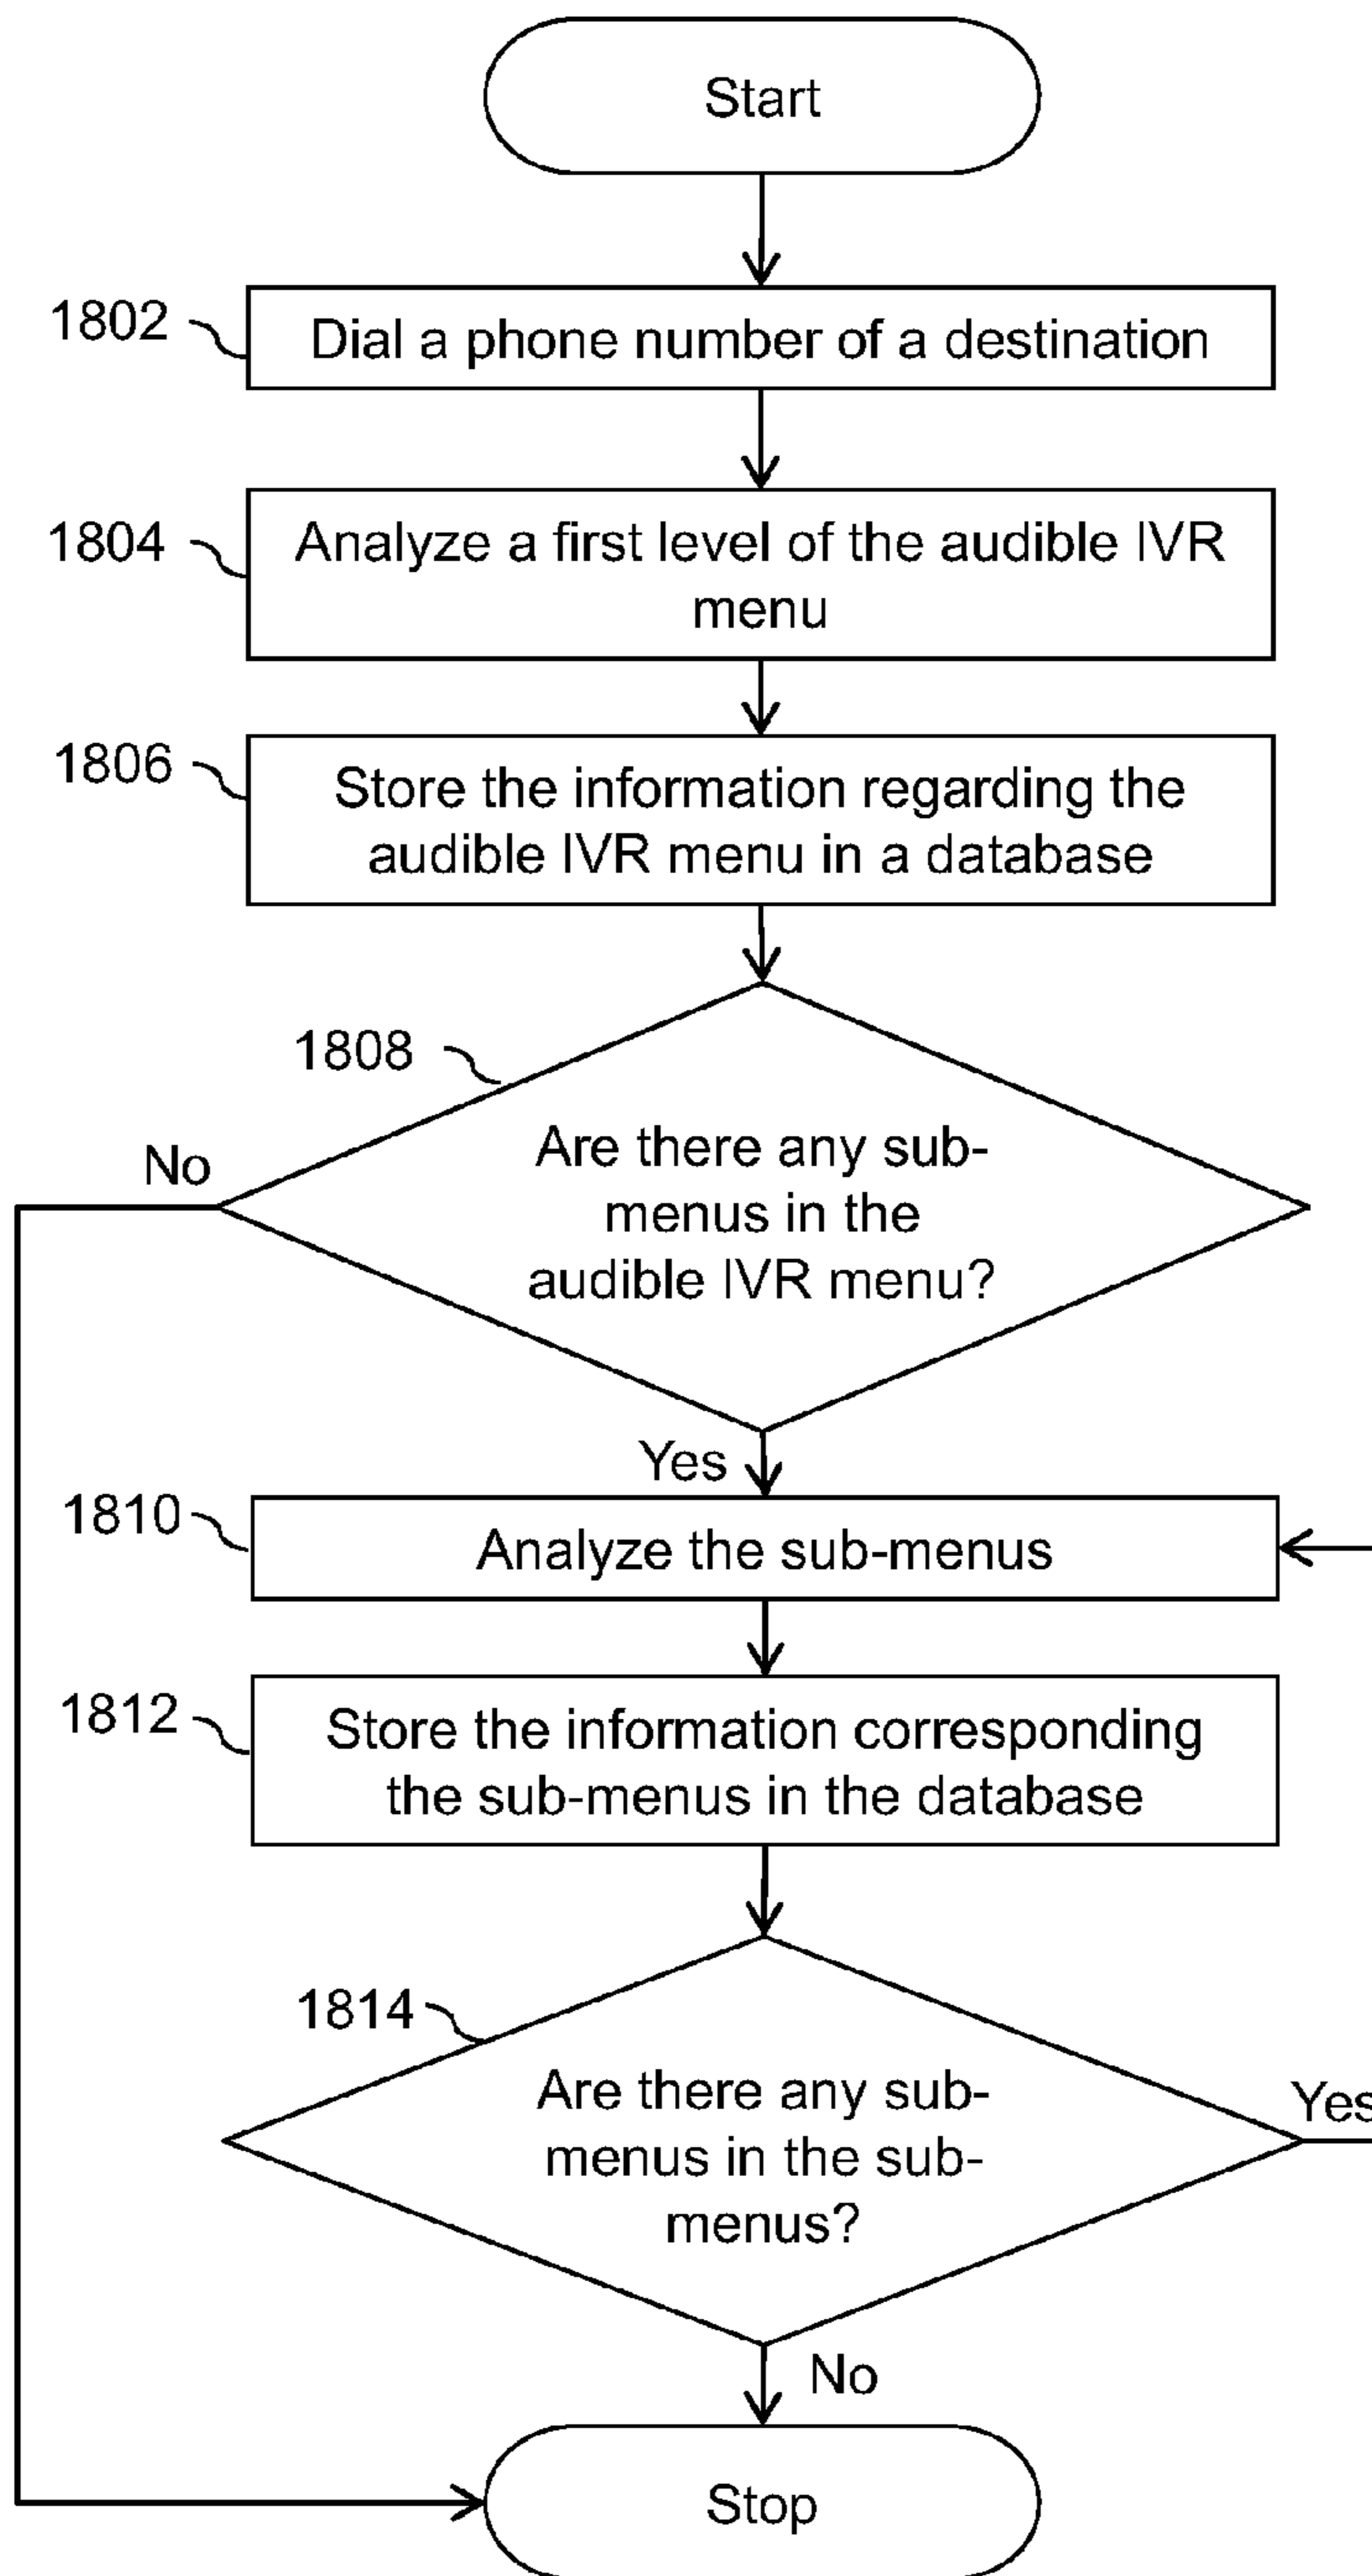 Start
1802
Dial a phone number of a destination
1804
Analyze a first level of the audible IVR
menu
1806
Store the information regarding the
audible IVR menu in a database
1808
No
Are there any sub-
menus in the
audible IVR menu?
Yes
1810
Analyze the sub-menus
1812
Store the information corresponding
the sub-menus in the database
1814
Are there any sub-
menus in the sub-
menus?
Yes
No
Stop